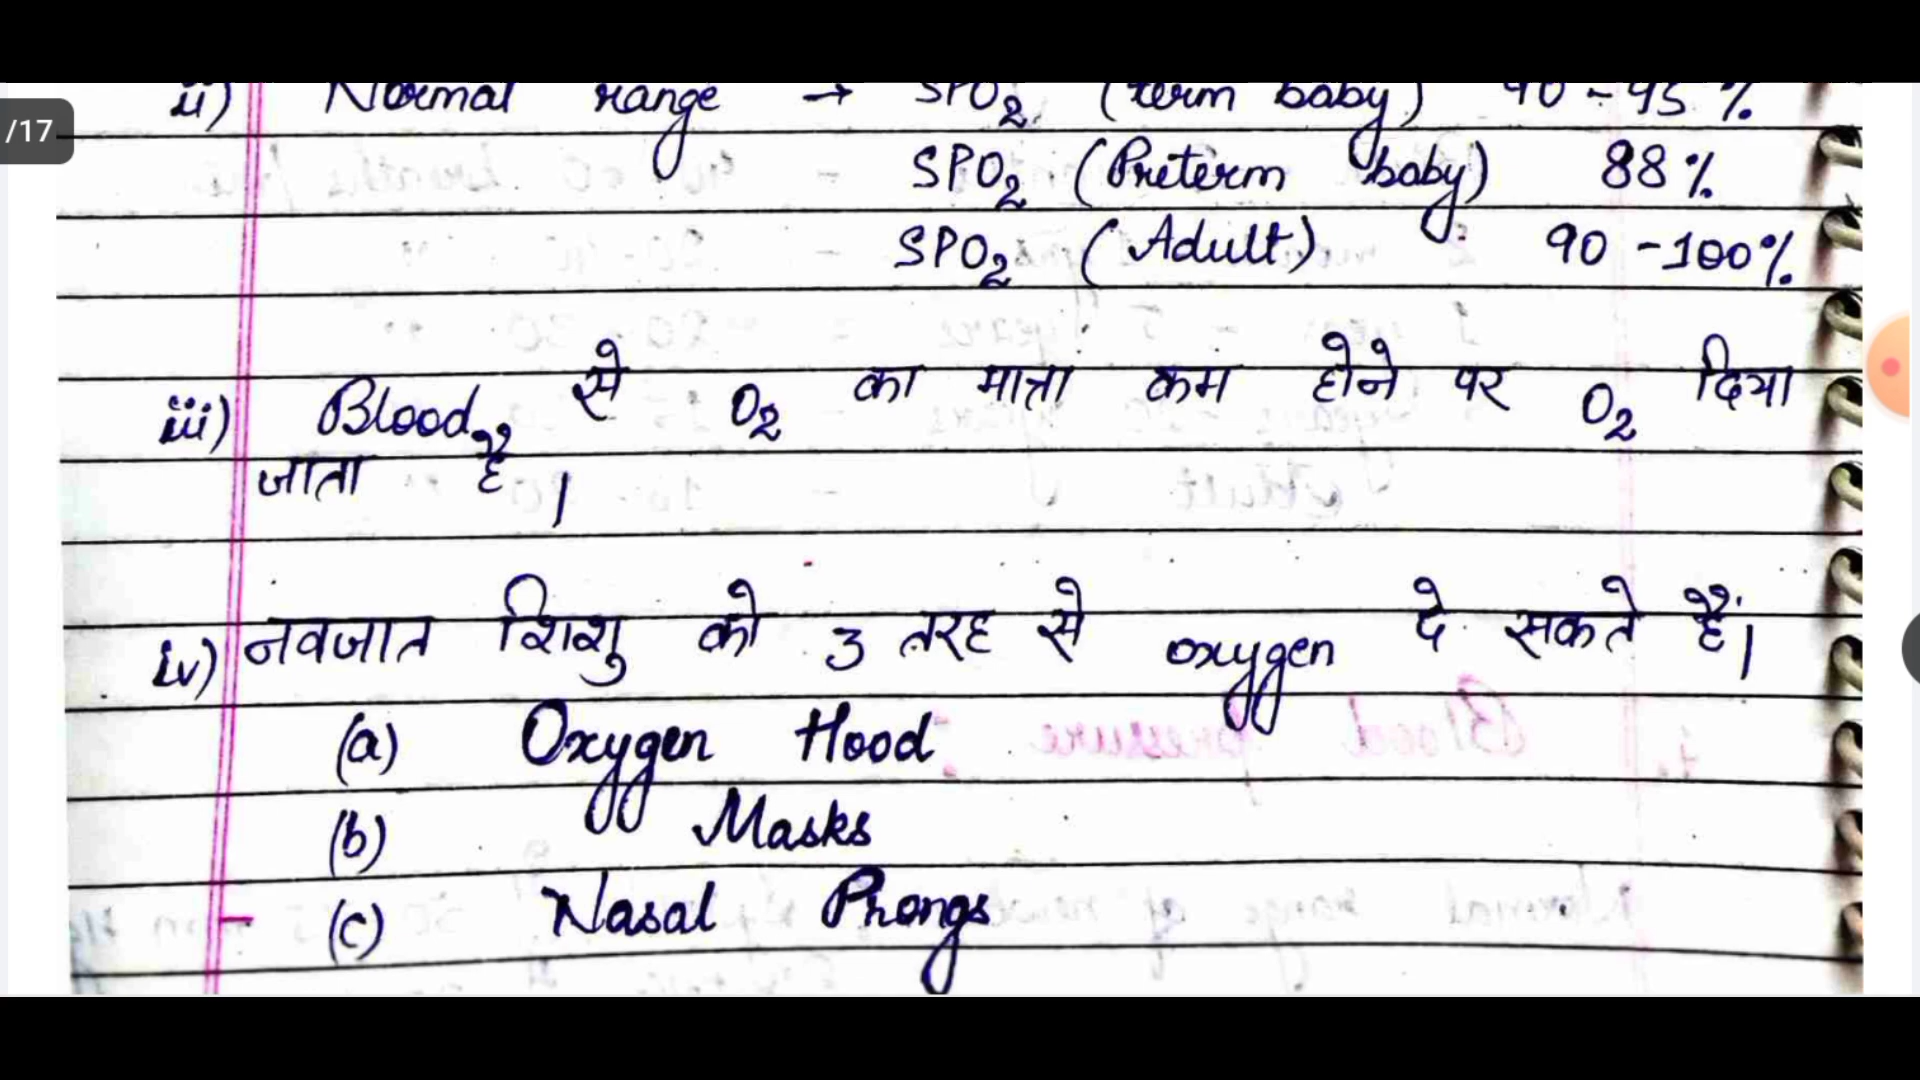 /17
ii) Normal range → SPO₂ (term baby) 90 - 95 %
SPO₂ (Preterm baby) 88 %
SPO₂ (Adult) 90 - 100 %
iii) Blood से O₂ का मात्रा कम होने पर O₂ दिया
जाता है।
iv) नवजात शिशु को 3 तरह से oxygen दे सकते हैं।
(a) Oxygen Hood
(b) Masks
(c) Nasal Prongs